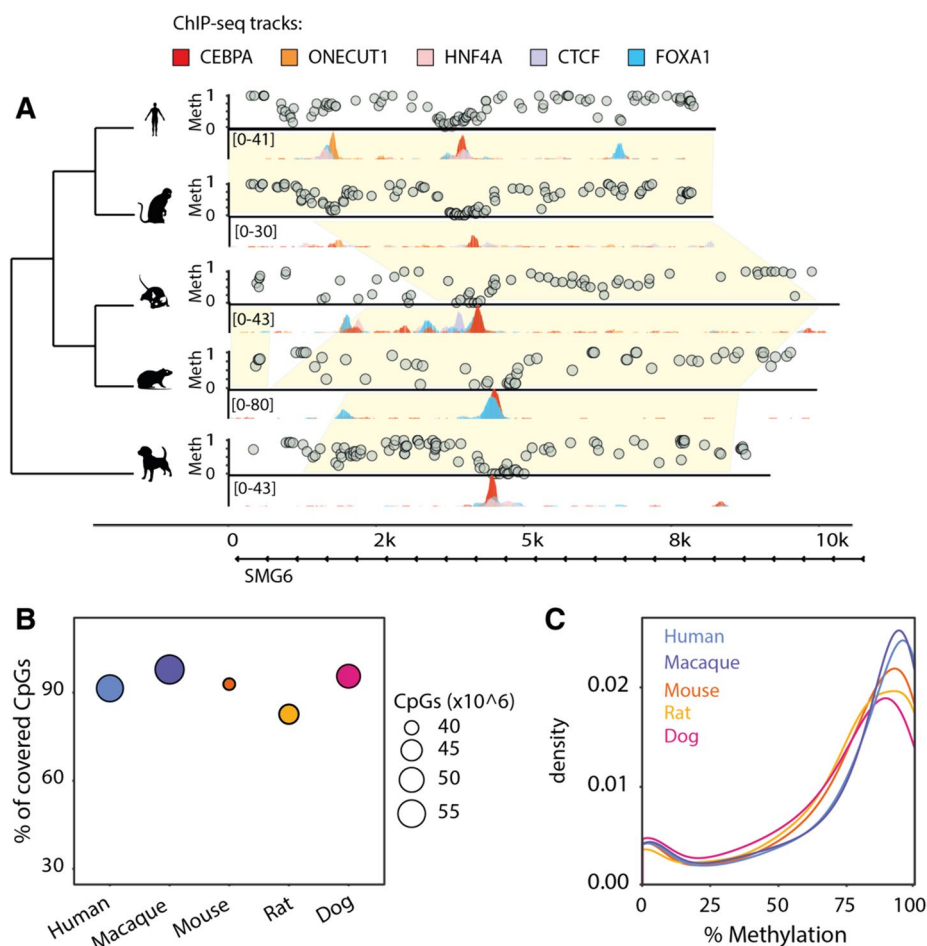 ChIP-seq tracks:
CEBPA ONECUT1 HNF4A CTCF FOXA1
A
Meth 1 0
[0-41]
Meth 1 0
[0-30]
Meth 1 0
[0-43]
Meth 1 0
[0-80]
Meth 1 0
[0-43]
0 2k 5k 8k 10k
SMG6
B
% of covered CpGs
90
60
30
Human Macaque Mouse Rat Dog
CpGs (x10^6)
40
45
50
55
C
Human
Macaque
Mouse
Rat
Dog
density
0.02
0.01
0.00
0 25 50 75 100
% Methylation